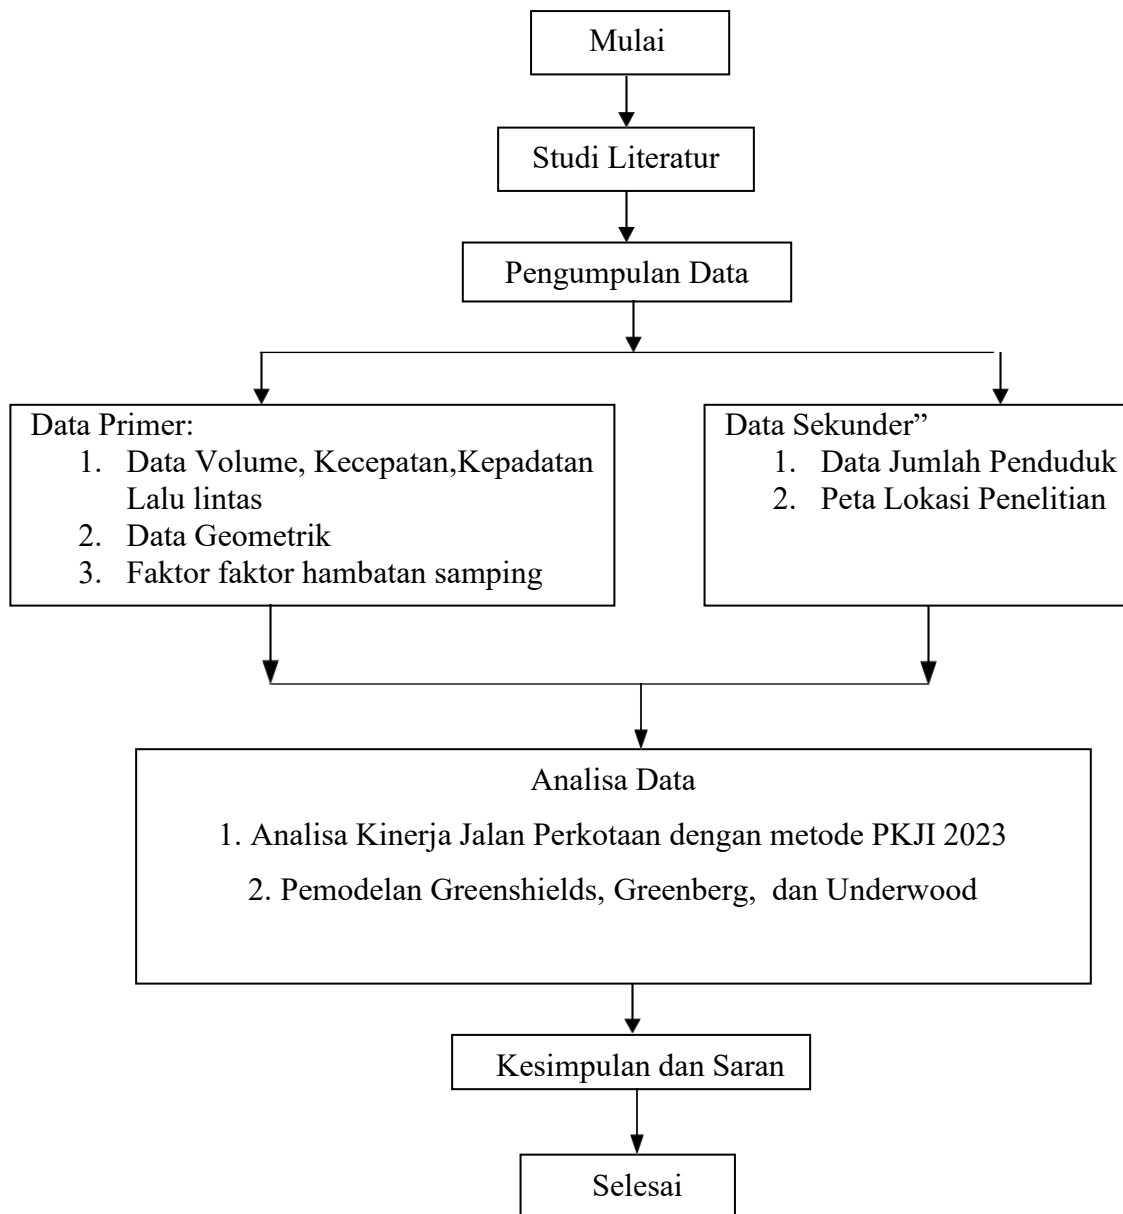 Mulai
Studi Literatur
Pengumpulan Data
Data Primer:
1. Data Volume, Kecepatan,Kepadatan
Lalu lintas
2. Data Geometrik
3. Faktor faktor hambatan samping
Data Sekunder”
1. Data Jumlah Penduduk
2. Peta Lokasi Penelitian
Analisa Data
1. Analisa Kinerja Jalan Perkotaan dengan metode PKJI 2023
2. Pemodelan Greenshields, Greenberg, dan Underwood
Kesimpulan dan Saran
Selesai